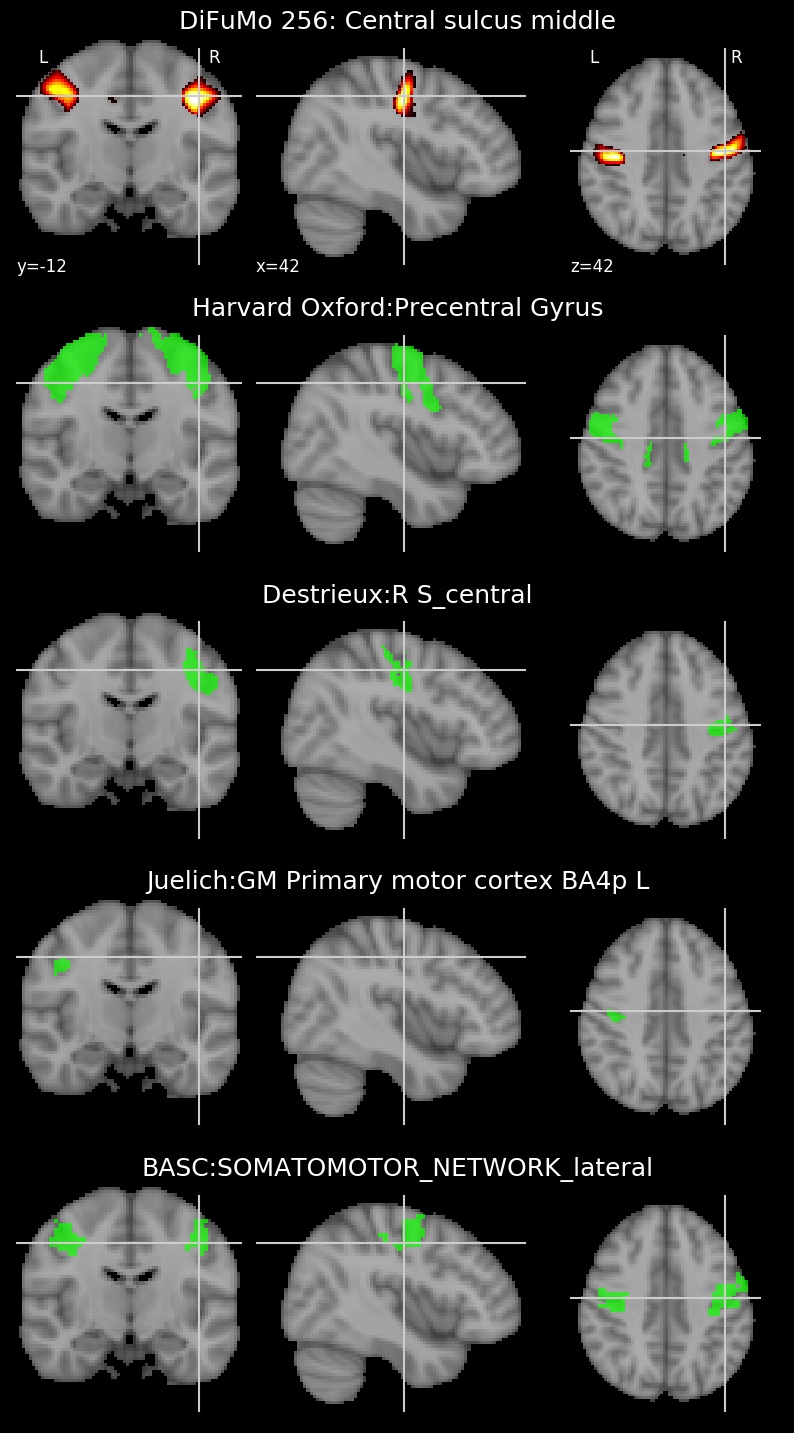 DiFuMo 256: Central sulcus middle
L R L R
y=-12 x=42 z=42
Harvard Oxford:Precentral Gyrus
Destrieux:R S_central
Juelich:GM Primary motor cortex BA4p L
BASC:SOMATOMOTOR_NETWORK_lateral